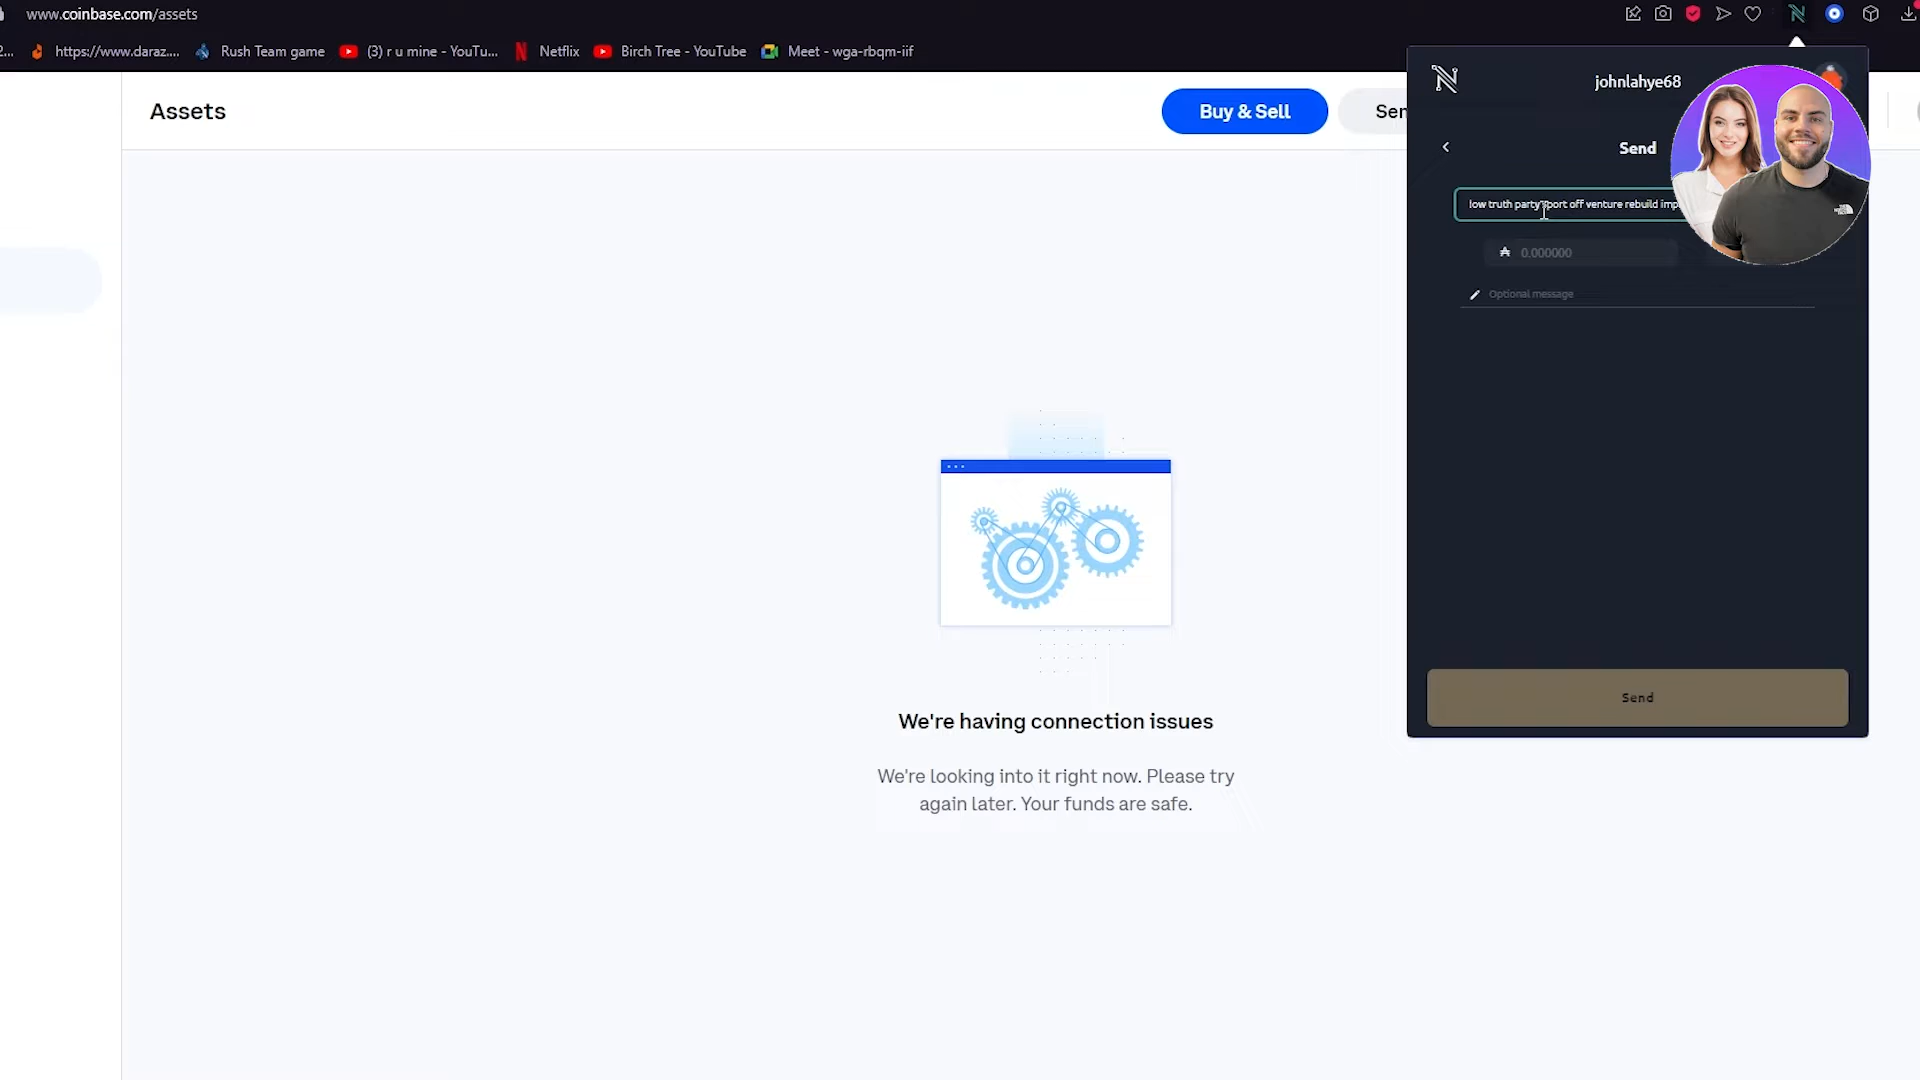 www.coinbase.com/assets
https://www.daraz....
Rush Team game
(3) r u mine - YouTu...
Netflix
Birch Tree - YouTube
Meet - wga-rbqm-iif
Assets
Buy & Sell
johnlahye68
Send
low truth party off venture rebuild
0.000000
Optional message
Send
We're having connection issues
We're looking into it right now. Please try
again later. Your funds are safe.